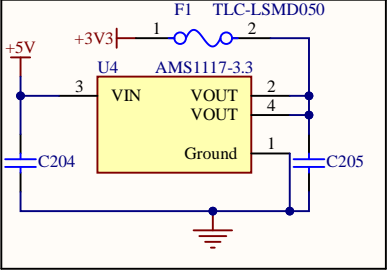 F1 TLC-LSMD050
+3V3 1 2
+5V
U4 AMS1117-3.3
3 VIN VOUT 2
VOUT 4
Ground 1
C204 C205